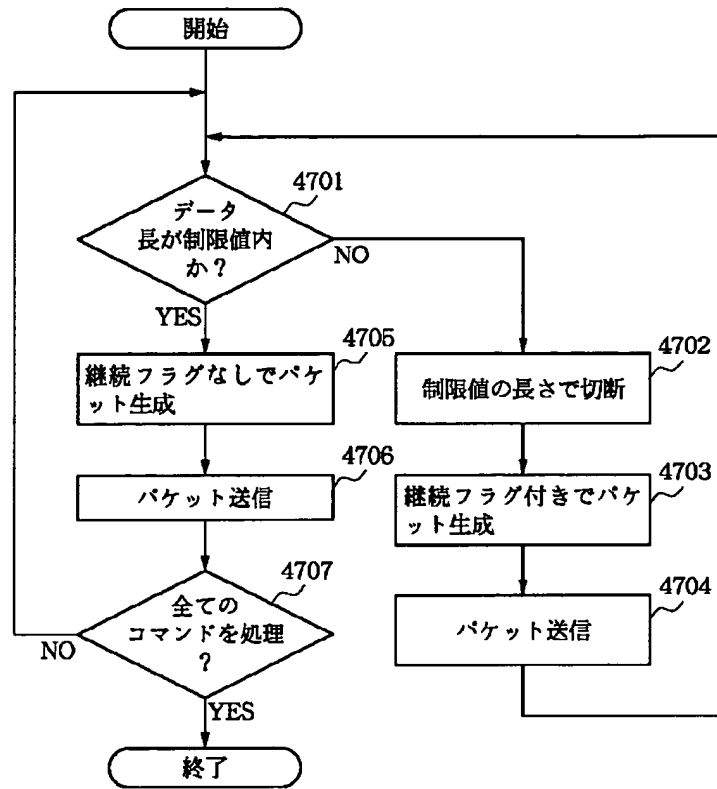 開始
4701
データ
長が制限値内
か？
NO
YES
4705
継続フラグなしでパケ
ット生成
4702
制限値の長さで切断
4706
パケット送信
4703
継続フラグ付きでパケ
ット生成
4707
全ての
コマンドを処理
？
NO
YES
4704
パケット送信
終了